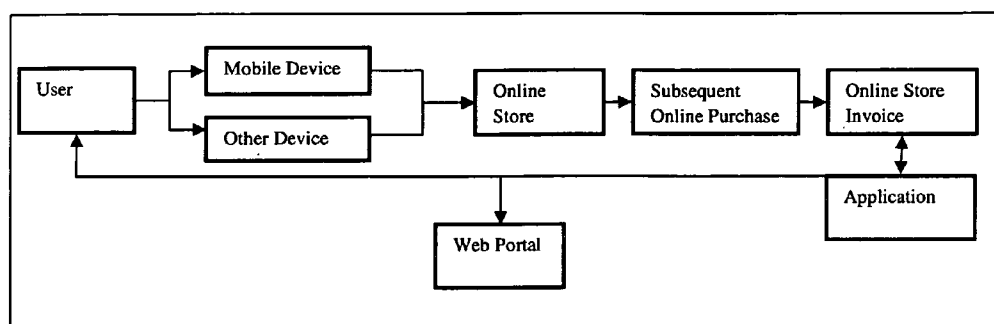 User
Mobile Device
Other Device
Online
Store
Subsequent
Online Purchase
Online Store
Invoice
Application
Web Portal